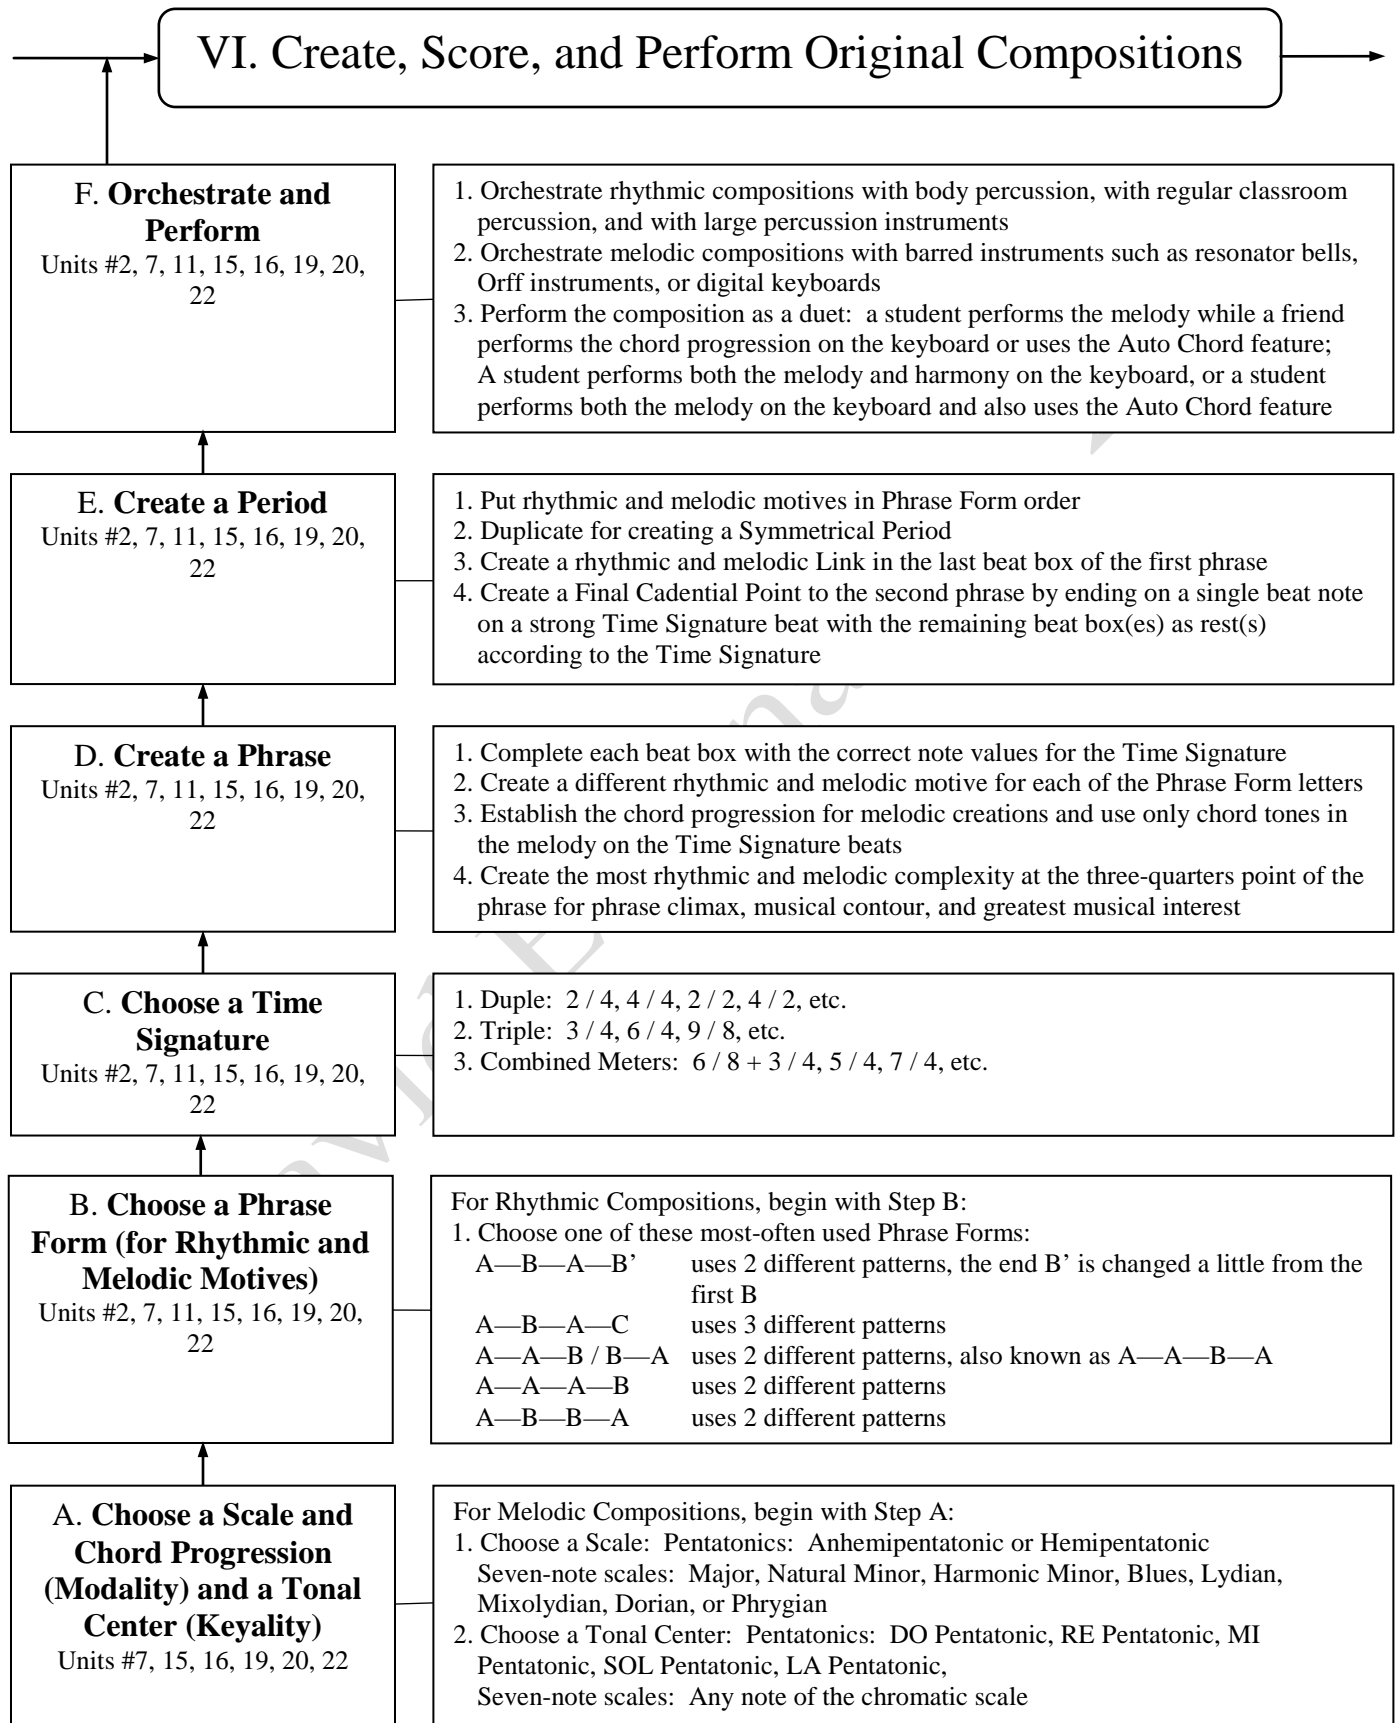 VI. Create, Score, and Perform Original Compositions
F. Orchestrate and
Perform
Units #2, 7, 11, 15, 16, 19, 20,
22
1. Orchestrate rhythmic compositions with body percussion, with regular classroom
percussion, and with large percussion instruments
2. Orchestrate melodic compositions with barred instruments such as resonator bells,
Orff instruments, or digital keyboards
3. Perform the composition as a duet:  a student performs the melody while a friend
performs the chord progression on the keyboard or uses the Auto Chord feature;
A student performs both the melody and harmony on the keyboard, or a student
performs both the melody on the keyboard and also uses the Auto Chord feature
E. Create a Period
Units #2, 7, 11, 15, 16, 19, 20,
22
1. Put rhythmic and melodic motives in Phrase Form order
2. Duplicate for creating a Symmetrical Period
3. Create a rhythmic and melodic Link in the last beat box of the first phrase
4. Create a Final Cadential Point to the second phrase by ending on a single beat note
on a strong Time Signature beat with the remaining beat box(es) as rest(s)
according to the Time Signature
D. Create a Phrase
Units #2, 7, 11, 15, 16, 19, 20,
22
1. Complete each beat box with the correct note values for the Time Signature
2. Create a different rhythmic and melodic motive for each of the Phrase Form letters
3. Establish the chord progression for melodic creations and use only chord tones in
the melody on the Time Signature beats
4. Create the most rhythmic and melodic complexity at the three-quarters point of the
phrase for phrase climax, musical contour, and greatest musical interest
C. Choose a Time
Signature
Units #2, 7, 11, 15, 16, 19, 20,
22
1. Duple:  2 / 4, 4 / 4, 2 / 2, 4 / 2, etc.
2. Triple:  3 / 4, 6 / 4, 9 / 8, etc.
3. Combined Meters:  6 / 8 + 3 / 4, 5 / 4, 7 / 4, etc.
B. Choose a Phrase
Form (for Rhythmic and
Melodic Motives)
Units #2, 7, 11, 15, 16, 19, 20,
22
For Rhythmic Compositions, begin with Step B:
1. Choose one of these most-often used Phrase Forms:
A—B—A—B’ uses 2 different patterns, the end B’ is changed a little from the
first B
A—B—A—C uses 3 different patterns
A—A—B / B—A uses 2 different patterns, also known as A—A—B—A
A—A—A—B uses 2 different patterns
A—B—B—A uses 2 different patterns
A. Choose a Scale and
Chord Progression
(Modality) and a Tonal
Center (Keyality)
Units #7, 15, 16, 19, 20, 22
For Melodic Compositions, begin with Step A:
1. Choose a Scale:  Pentatonics:  Anhemipentatonic or Hemipentatonic
Seven-note scales:  Major, Natural Minor, Harmonic Minor, Blues, Lydian,
Mixolydian, Dorian, or Phrygian
2. Choose a Tonal Center:  Pentatonics:  DO Pentatonic, RE Pentatonic, MI
Pentatonic, SOL Pentatonic, LA Pentatonic,
Seven-note scales:  Any note of the chromatic scale